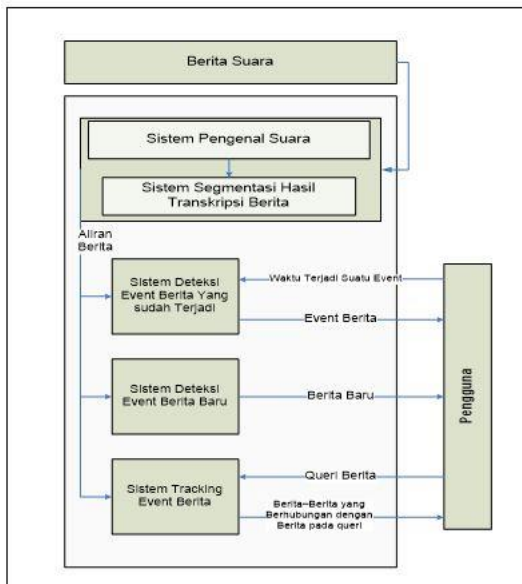 Berita Suara
Sistem Pengenal Suara
Sistem Segmentasi Hasil
Transkripsi Berita
Aliran
Berita
Sistem Deteksi
Event Berita Yang
sudah Terjadi
Waktu Terjadi Suatu Event
Event Berita
Sistem Deteksi
Event Berita Baru
Berita Baru
Sistem Tracking
Event Berita
Queri Berita
Berita-Berita yang
Berhubungan dengan
Berita pada queri
Pengguna